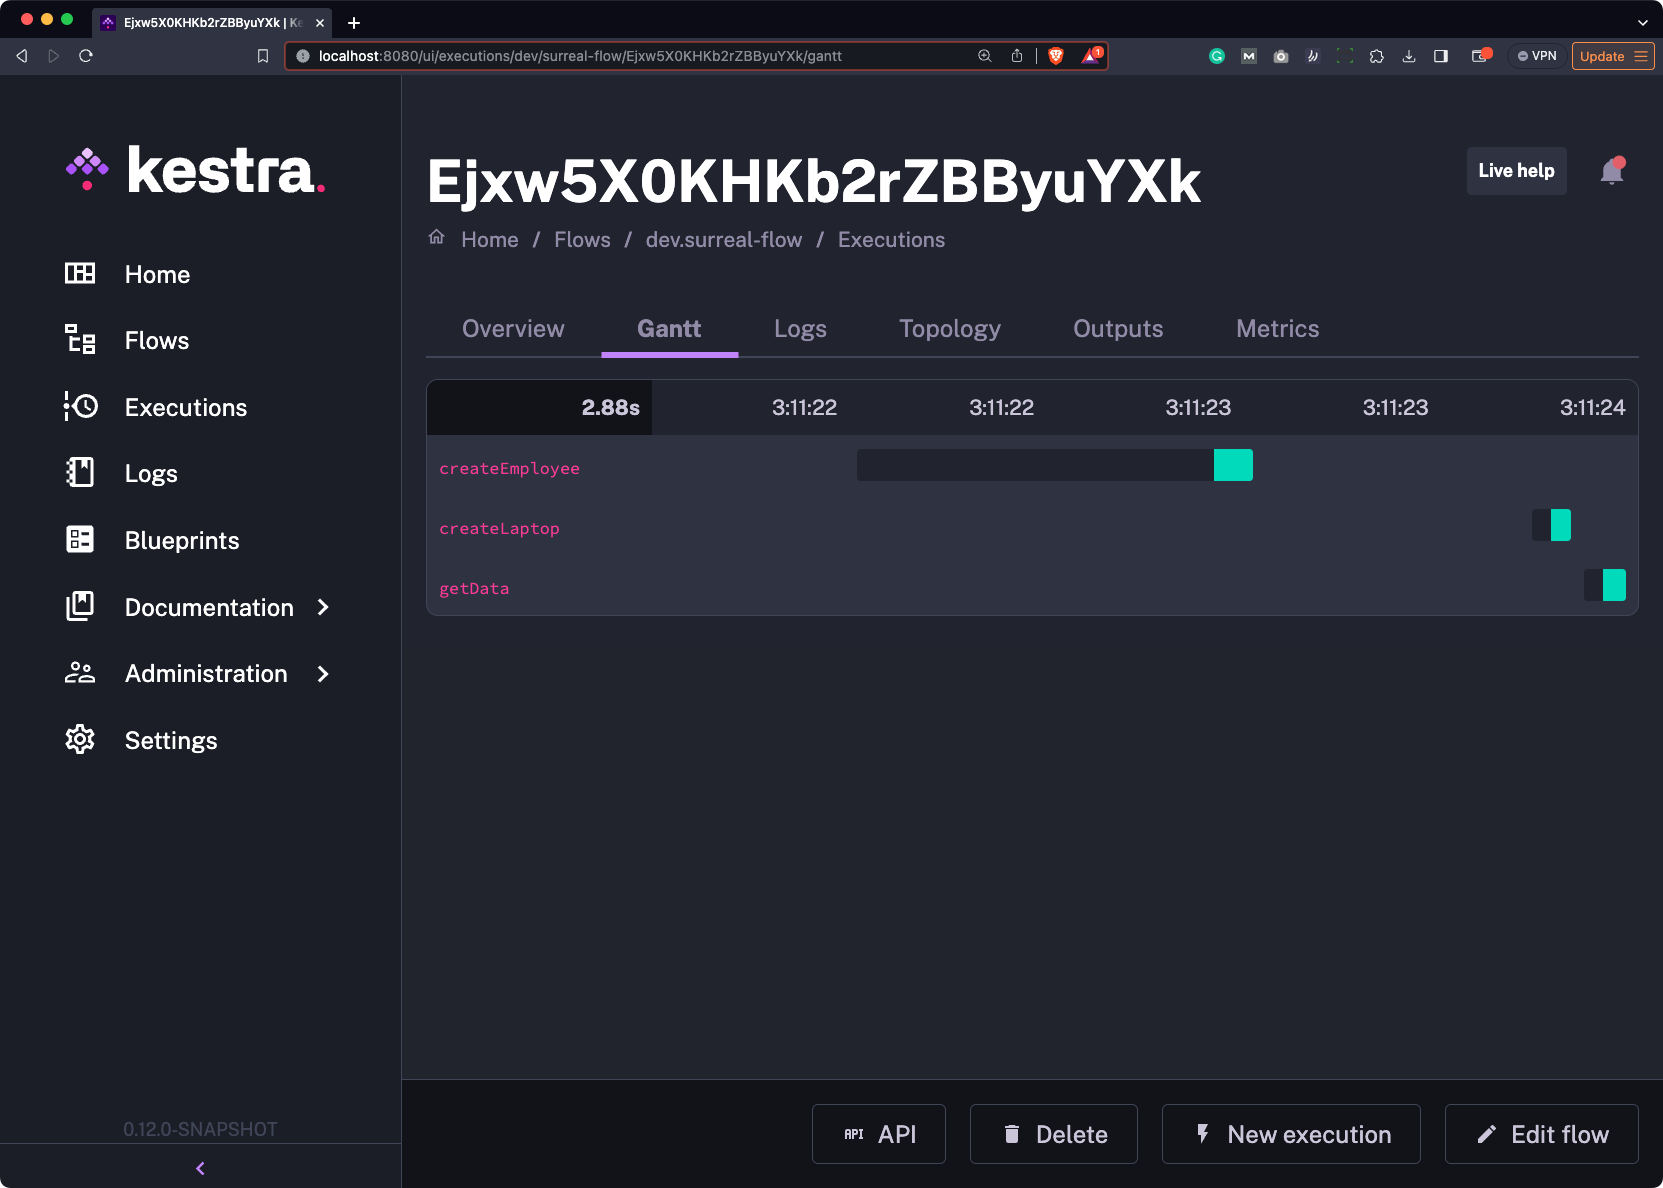 Ejxw5X0KHKb2rZBByuYXk | Ke
localhost:8080/ui/executions/dev/surreal-flow/Ejxw5X0KHKb2rZBByuYXk/gantt
1
VPN
Update
kestra.
Home
Flows
Executions
Logs
Blueprints
Documentation
Administration
Settings
0.12.0-SNAPSHOT
Ejxw5X0KHKb2rZBByuYXk
Live help
Home / Flows / dev.surreal-flow / Executions
Overview Gantt Logs Topology Outputs Metrics
2.88s 3:11:22 3:11:22 3:11:23 3:11:23 3:11:24
createEmployee
createLaptop
getData
API API Delete New execution Edit flow